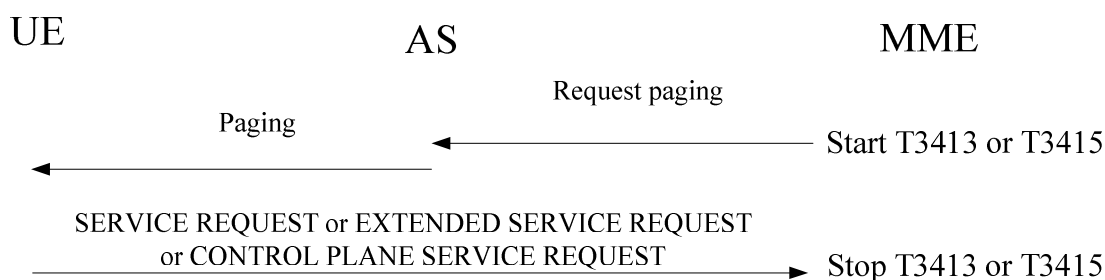 UE
AS
MME
Request paging
Paging
Start T3413 or T3415
SERVICE REQUEST or EXTENDED SERVICE REQUEST
or CONTROL PLANE SERVICE REQUEST
Stop T3413 or T3415